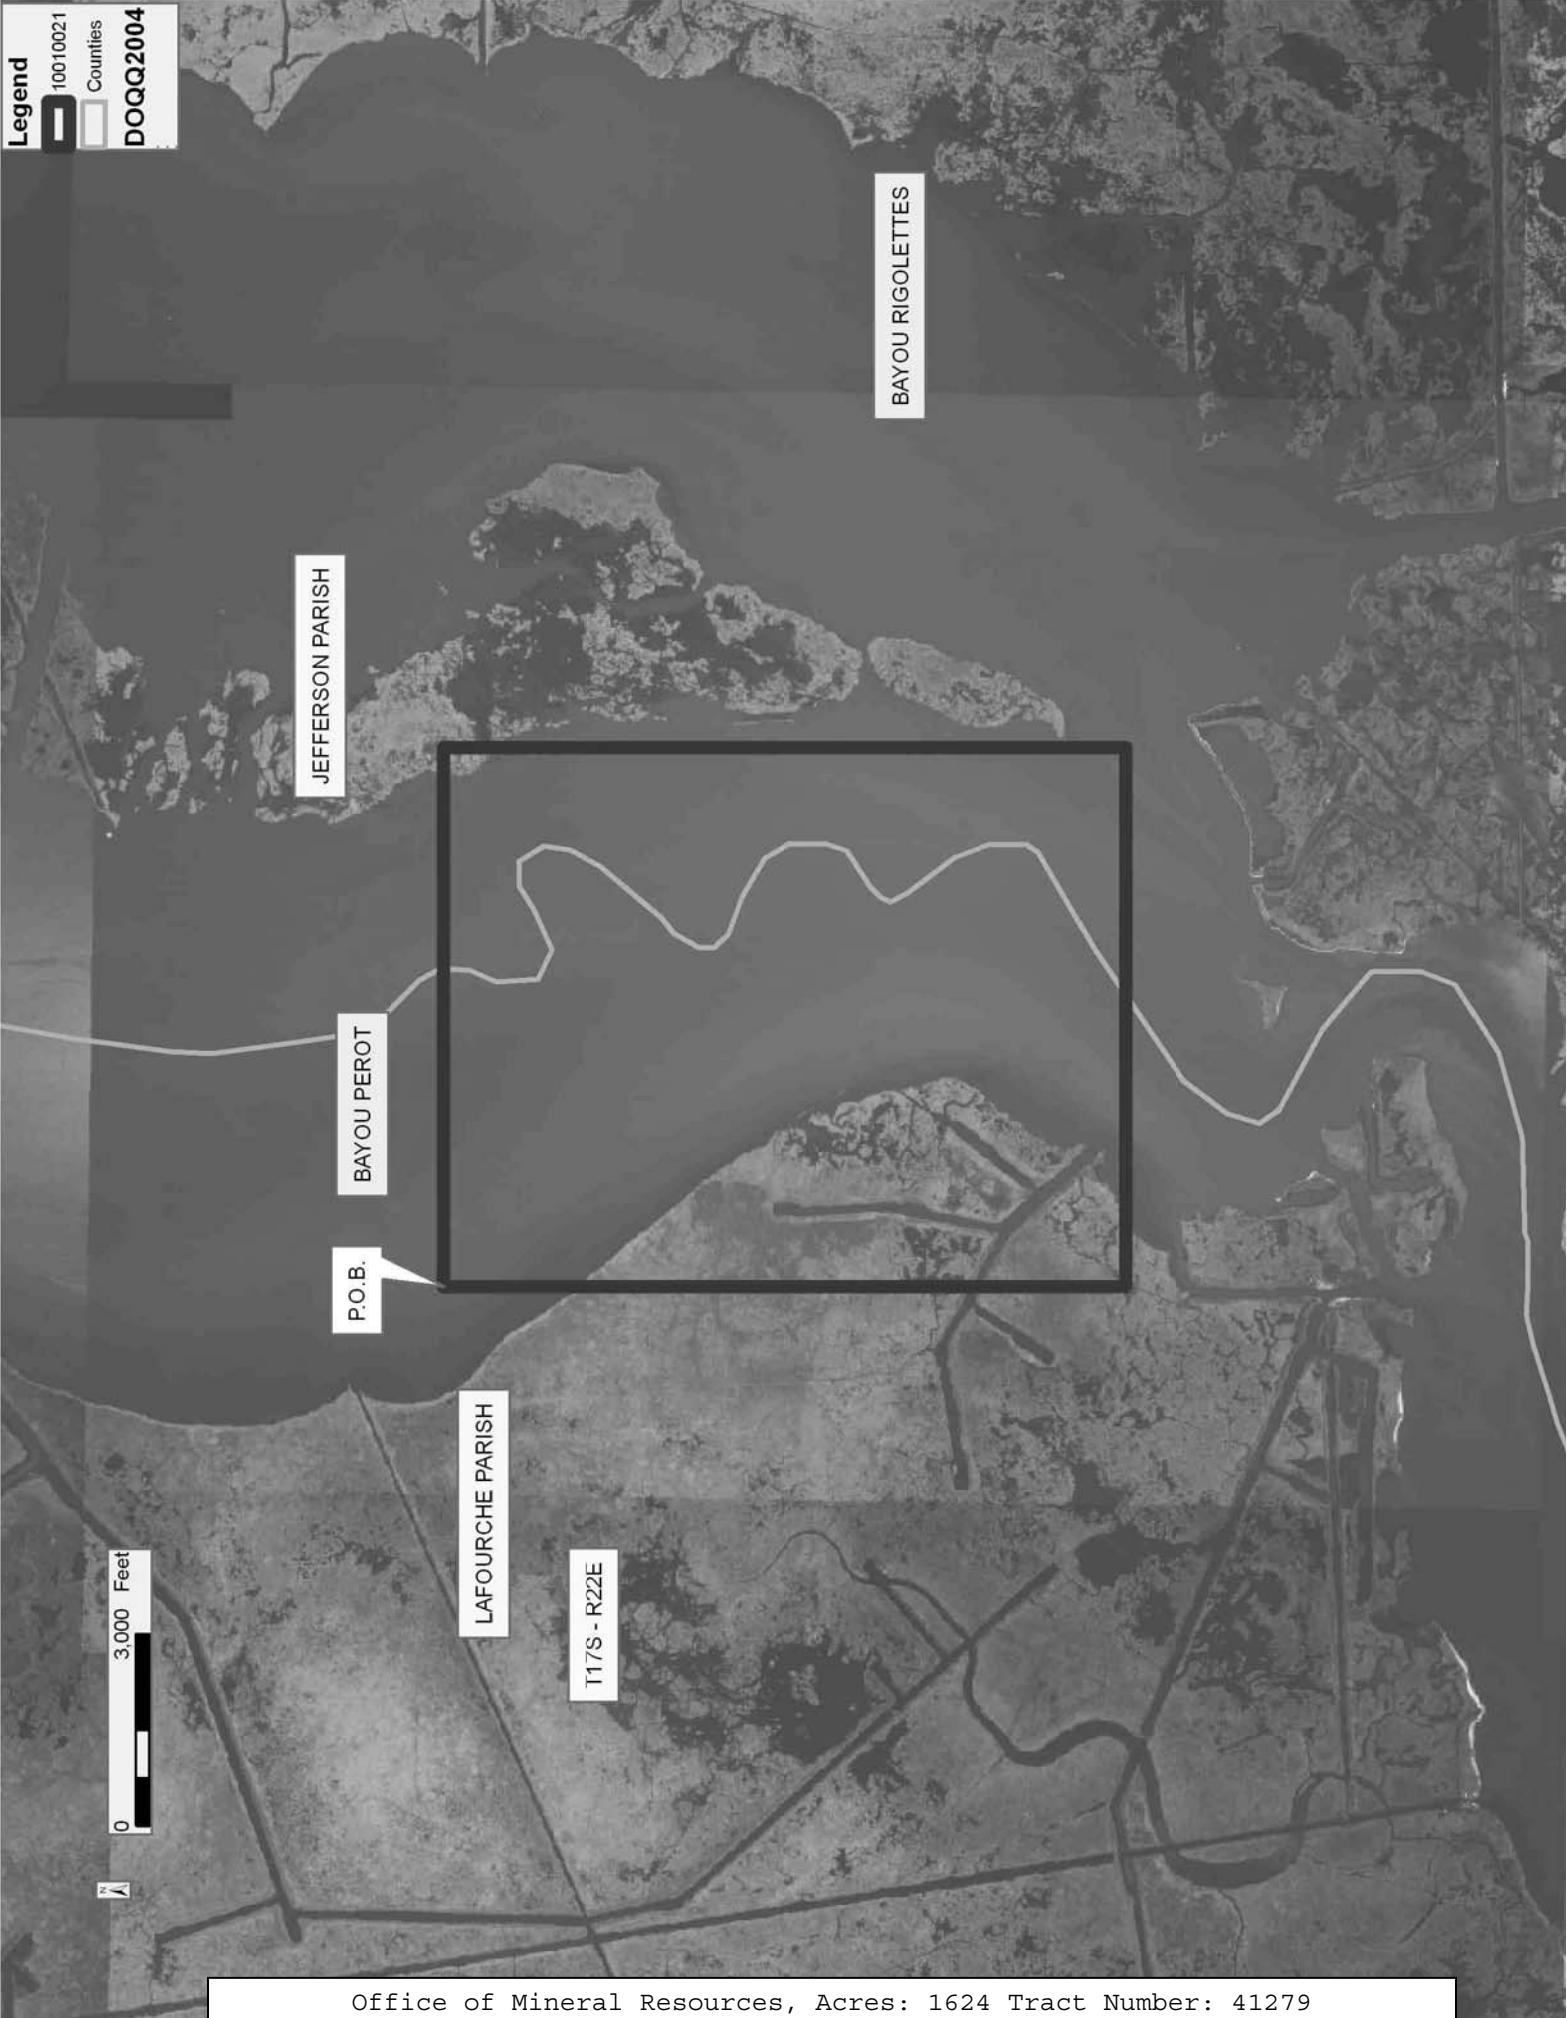 Legend
10010021
Counties
DOQQ2004
BAYOU RIGOLETTES
JEFFERSON PARISH
BAYOU PEROT
P.O.B.
LAFOURCHE PARISH
T17S - R22E
0 3,000 Feet
N
Office of Mineral Resources, Acres: 1624 Tract Number: 41279